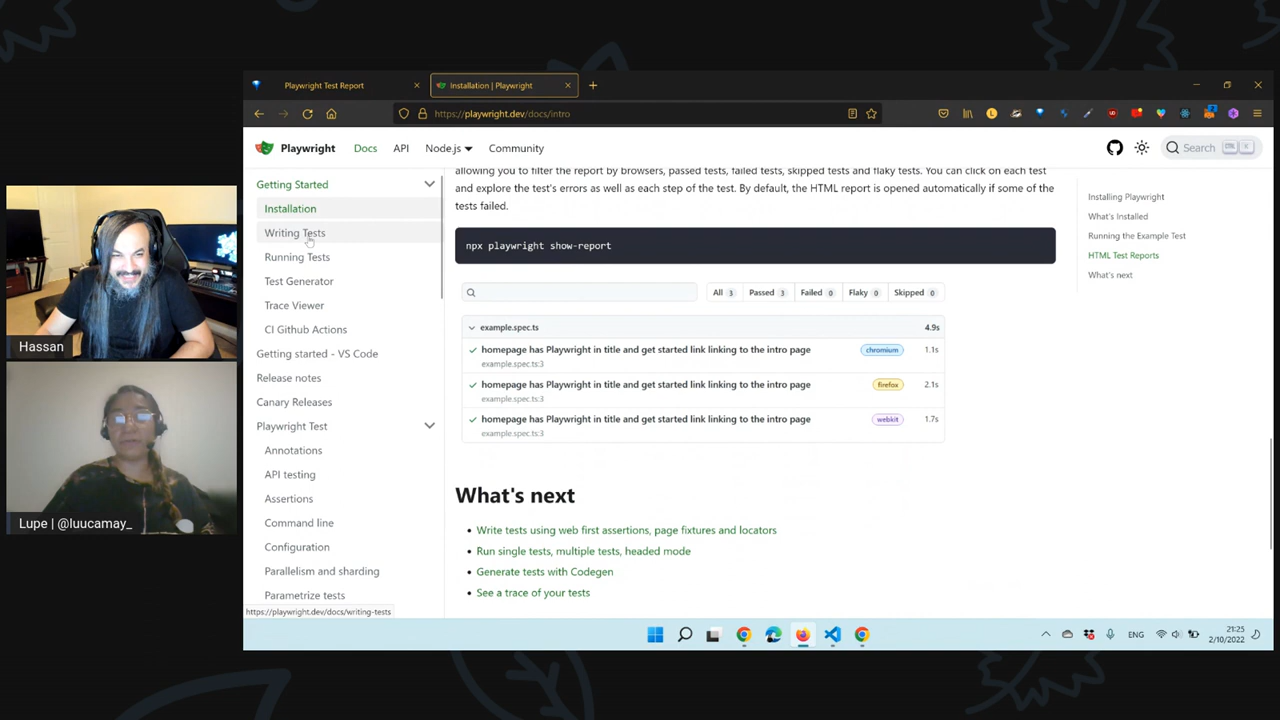 Playwright Test Report
Installation | Playwright
https://playwright.dev/docs/intro
Playwright
Docs
API
Node.js
Community
Search
Getting Started
Installation
Writing Tests
Running Tests
Test Generator
Trace Viewer
CI Github Actions
Getting started - VS Code
Release notes
Canary Releases
Playwright Test
Annotations
API testing
Assertions
Command line
Configuration
Parallelism and sharding
Parametrize tests
https://playwright.dev/docs/writing-tests
allowing you to filter the report by browsers, passed tests, failed tests, skipped tests and flaky tests. You can click on each test
and explore the test's errors as well as each step of the test. By default, the HTML report is opened automatically if some of the
tests failed.
npx playwright show-report
All 3 Passed 3 Failed 0 Flaky 0 Skipped 0
example.spec.ts 4.9s
homepage has Playwright in title and get started link linking to the intro page chromium 1.1s
example.spec.ts:3
homepage has Playwright in title and get started link linking to the intro page firefox 2.1s
example.spec.ts:3
homepage has Playwright in title and get started link linking to the intro page webkit 1.7s
example.spec.ts:3
What's next
Write tests using web first assertions, page fixtures and locators
Run single tests, multiple tests, headed mode
Generate tests with Codegen
See a trace of your tests
Installing Playwright
What's Installed
Running the Example Test
HTML Test Reports
What's next
Hassan
Lupe | @luucamay_
ENG
21:25
2/10/2022